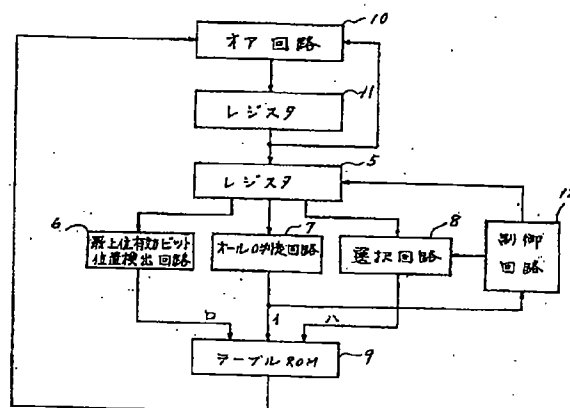 10
オア回路
11
レジスタ
5
レジスタ
6
最上位有効ビット
位置検出回路
7
オール0判定回路
8
選択回路
12
制御
回路
ロ
イ
ハ
テーブルROM
9